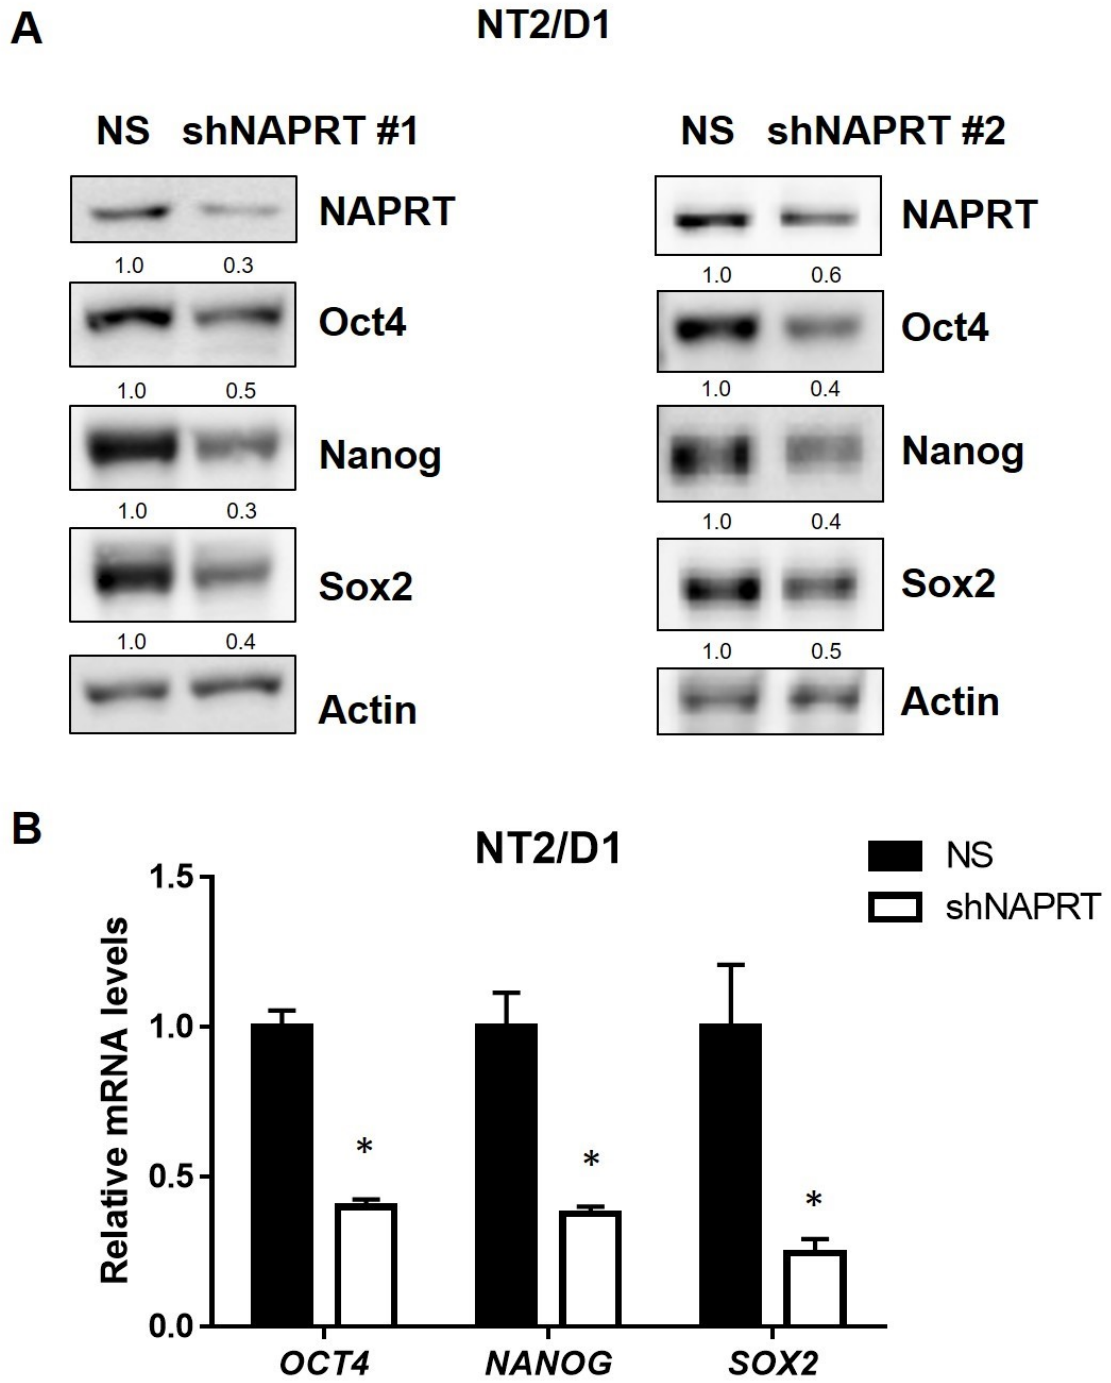 A
NT2/D1
NS shNAPRT #1
NAPRT
1.0 0.3
Oct4
1.0 0.5
Nanog
1.0 0.3
Sox2
1.0 0.4
Actin
NS shNAPRT #2
NAPRT
1.0 0.6
Oct4
1.0 0.4
Nanog
1.0 0.4
Sox2
1.0 0.5
Actin
B
NT2/D1
NS
shNAPRT
Relative mRNA levels
1.5
1.0
0.5
0.0
* * *
OCT4 NANOG SOX2